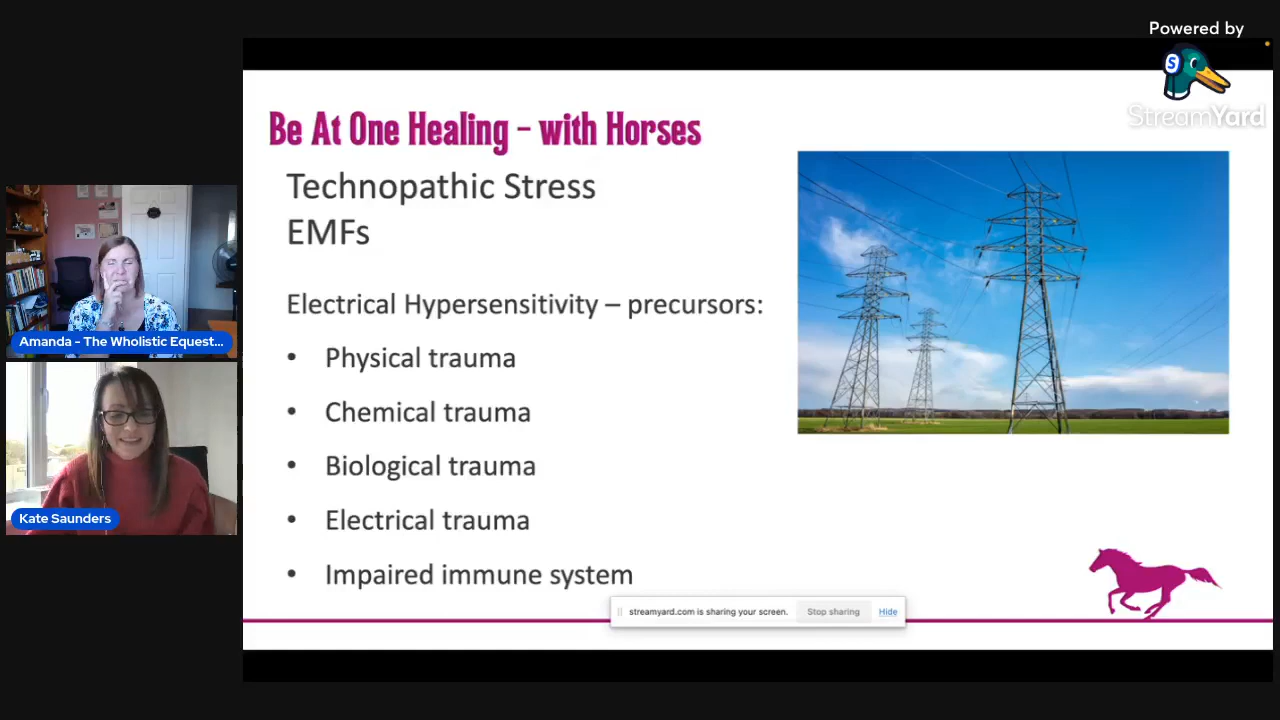 Powered by
StreamYard
Be At One Healing – with Horses
Technopathic Stress
EMFs
Electrical Hypersensitivity – precursors:
• Physical trauma
• Chemical trauma
• Biological trauma
• Electrical trauma
• Impaired immune system
streamyard.com is sharing your screen. Stop sharing Hide
Amanda - The Wholistic Equest...
Kate Saunders